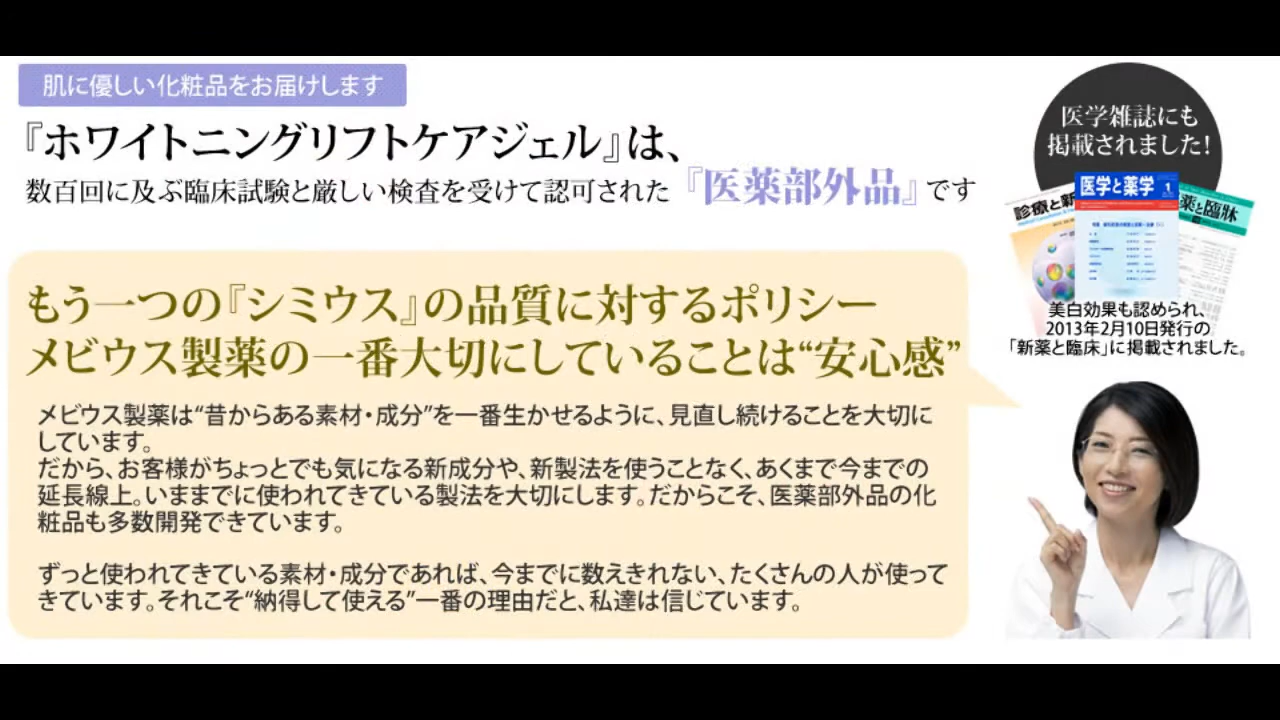 肌に優しい化粧品をお届けします
『ホワイトニングリフトケアジェル』は、
数百回に及ぶ臨床試験と厳しい検査を受けて認可された『医薬部外品』です
医学雑誌にも
掲載されました!
診療と新
医学と薬学
1
薬と臨牀
美白効果も認められ、
2013年2月10日発行の
「新薬と臨床」に掲載されました。
もう一つの『シミウス』の品質に対するポリシー
メビウス製薬の一番大切にしていることは“安心感”
メビウス製薬は“昔からある素材・成分”を一番生かせるように、見直し続けることを大切に
しています。
だから、お客様がちょっとでも気になる新成分や、新製法を使うことなく、あくまで今までの
延長線上。いままでに使われてきている製法を大切にします。だからこそ、医薬部外品の化
粧品も多数開発できています。
ずっと使われてきている素材・成分であれば、今までに数えきれない、たくさんの人が使って
きています。それこそ“納得して使える”一番の理由だと、私達は信じています。